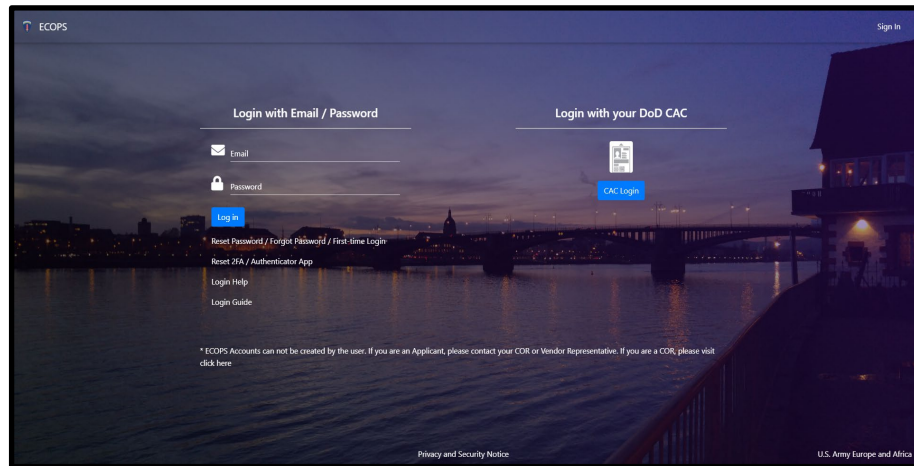 ECOPS
Sign In
Login with Email / Password
Email
Password
Log in
Reset Password / Forgot Password / First-time Login
Reset 2FA / Authenticator App
Login Help
Login Guide
Login with your DoD CAC
CAC Login
* ECOPS Accounts can not be created by the user. If you are an Applicant, please contact your COR or Vendor Representative. If you are a COR, please visit
click here
Privacy and Security Notice
U.S. Army Europe and Africa